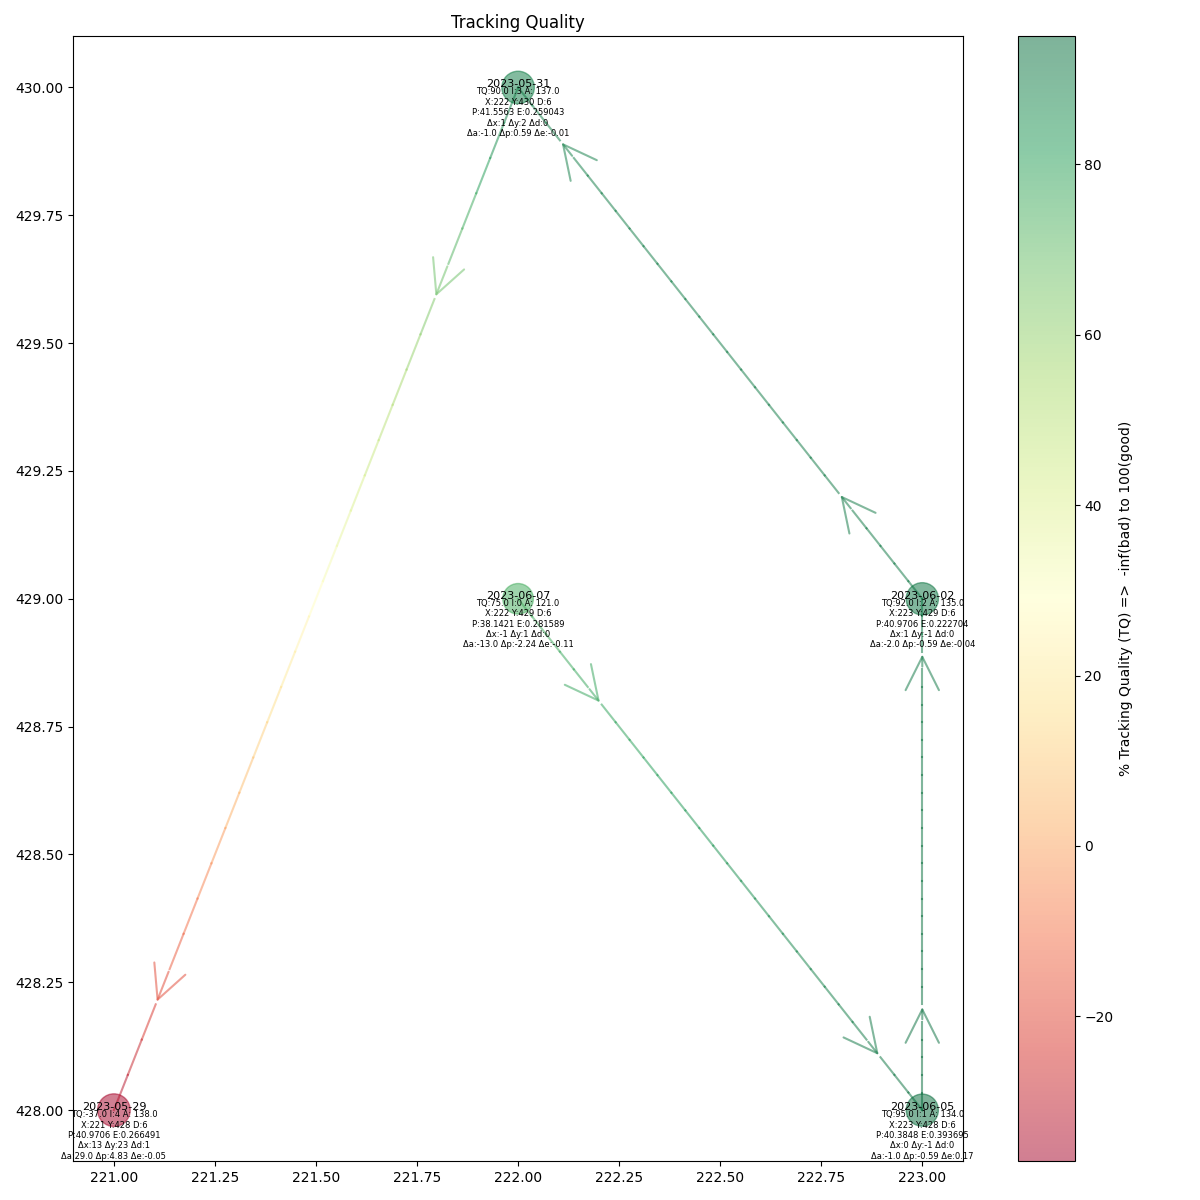 Tracking Quality
430.00
429.75
429.50
429.25
429.00
428.75
428.50
428.25
428.00
2023-05-31
TQ:90.0 I:3 A: 137.0
X:222 Y:430 D:6
P:41.5563 E:0.259043
Δx:1 Δy:2 Δd:0
Δa:-1.0 Δp:0.59 Δe:-0.01
2023-06-07
TQ:75.0 I:0 A: 121.0
X:222 Y:429 D:6
P:38.1421 E:0.281589
Δx:-1 Δy:1 Δd:0
Δa:-13.0 Δp:-2.24 Δe:-0.11
2023-06-02
TQ:92.0 I:2 A: 135.0
X:223 Y:429 D:6
P:40.9706 E:0.222704
Δx:1 Δy:-1 Δd:0
Δa:-2.0 Δp:-0.59 Δe:-0.04
2023-05-29
TQ:-37.0 I:4 A: 138.0
X:221 Y:428 D:6
P:40.9706 E:0.266491
Δx:13 Δy:23 Δd:1
Δa:29.0 Δp:4.83 Δe:-0.05
2023-06-05
TQ:95.0 I:1 A: 134.0
X:223 Y:428 D:6
P:40.3848 E:0.393695
Δx:0 Δy:-1 Δd:0
Δa:-1.0 Δp:-0.59 Δe:0.17
221.00 221.25 221.50 221.75 222.00 222.25 222.50 222.75 223.00
80
60
40
20
0
−20
% Tracking Quality (TQ) => -inf(bad) to 100(good)